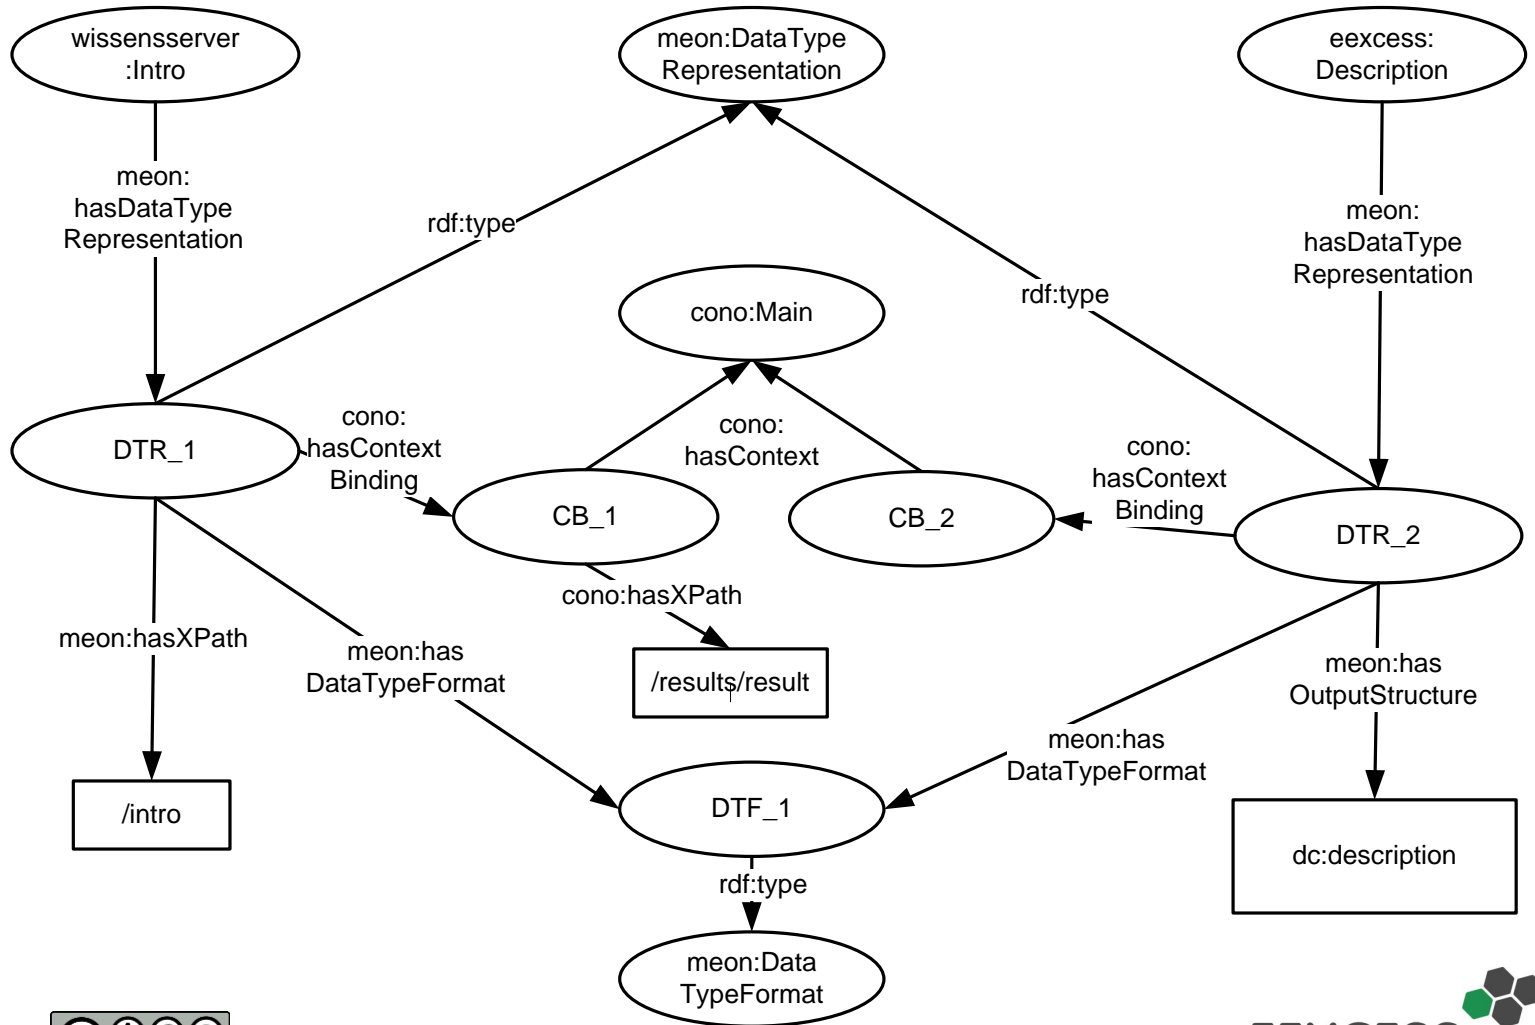 wissensserver
:Intro
meon:DataType
Representation
eexcess:
Description
meon:
hasDataType
Representation
rdf:type
meon:
hasDataType
Representation
rdf:type
cono:Main
cono:
hasContext
Binding
DTR_1
cono:
hasContext
cono:
hasContext
Binding
CB_1
CB_2
DTR_2
cono:hasXPath
meon:hasXPath
meon:has
DataTypeFormat
/results/result
meon:has
OutputStructure
meon:has
DataTypeFormat
/intro
DTF_1
dc:description
rdf:type
meon:Data
TypeFormat